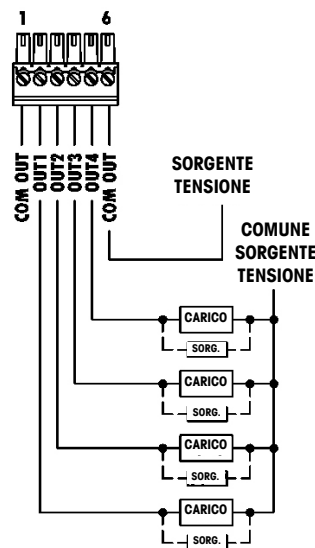 1 6
COM OUT
OUT1
OUT2
OUT3
OUT4
COM OUT
SORGENTE
TENSIONE
COMUNE
SORGENTE
TENSIONE
CARICO
SORG.
CARICO
SORG.
CARICO
SORG.
CARICO
SORG.